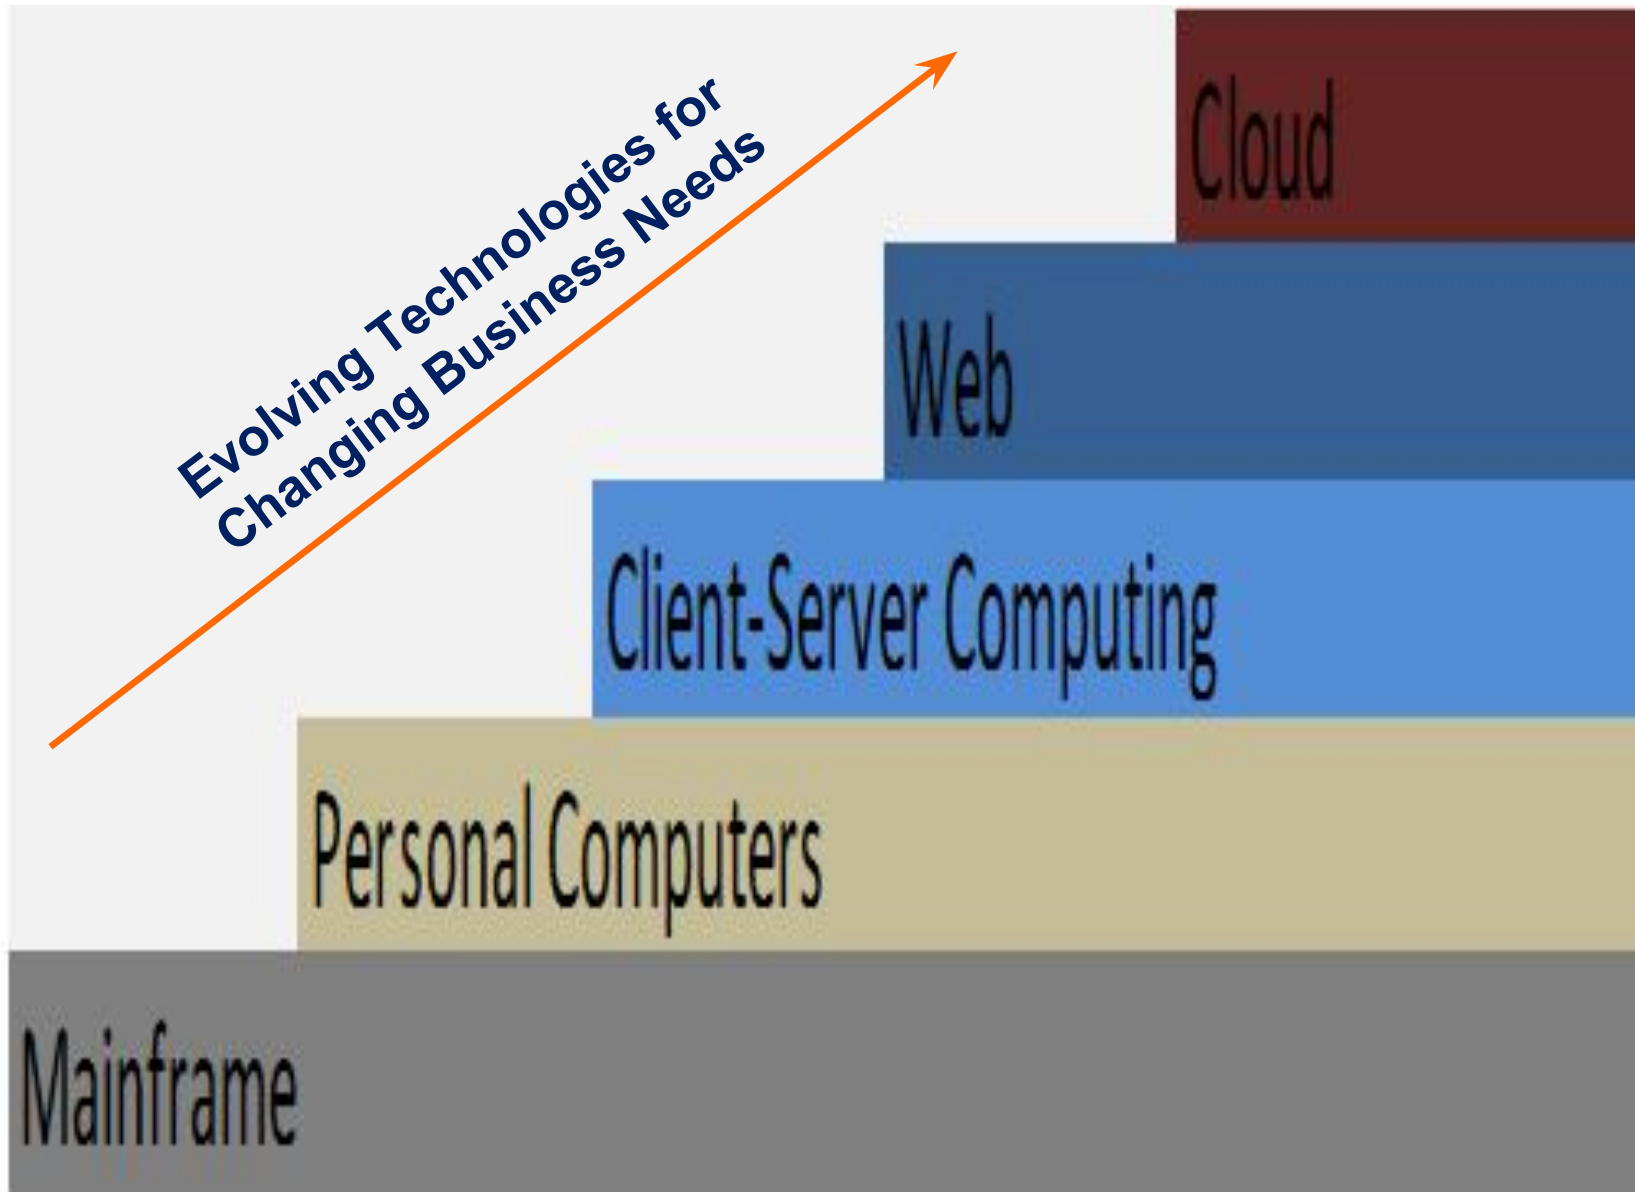 Evolving Technologies for
Changing Business Needs
Cloud
Web
Client-Server Computing
Personal Computers
Mainframe